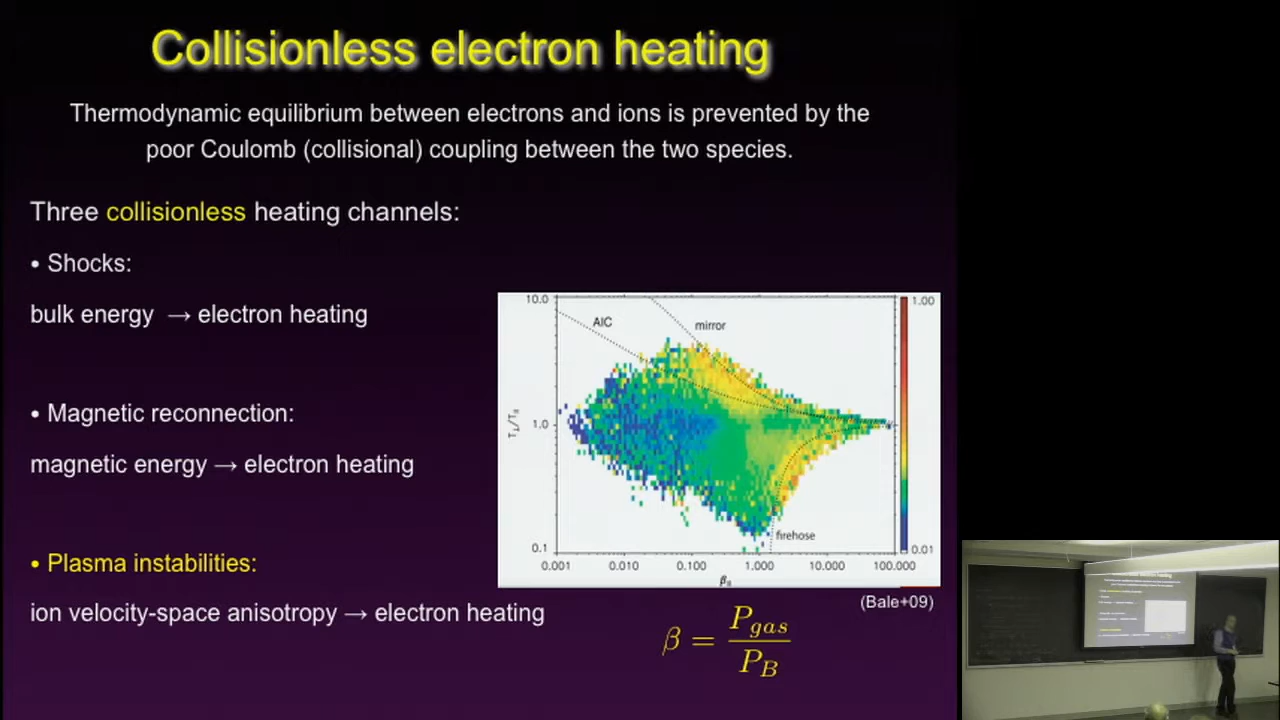 Collisionless electron heating
Thermodynamic equilibrium between electrons and ions is prevented by the
poor Coulomb (collisional) coupling between the two species.
Three collisionless heating channels:
• Shocks:
bulk energy → electron heating
• Magnetic reconnection:
magnetic energy → electron heating
• Plasma instabilities:
ion velocity-space anisotropy → electron heating
10.0
1.0
0.1
T⊥/T∥
AIC
mirror
firehose
1.00
0.01
0.001 0.010 0.100 1.000 10.000 100.000
β∥
(Bale+09)
β = P_gas / P_B